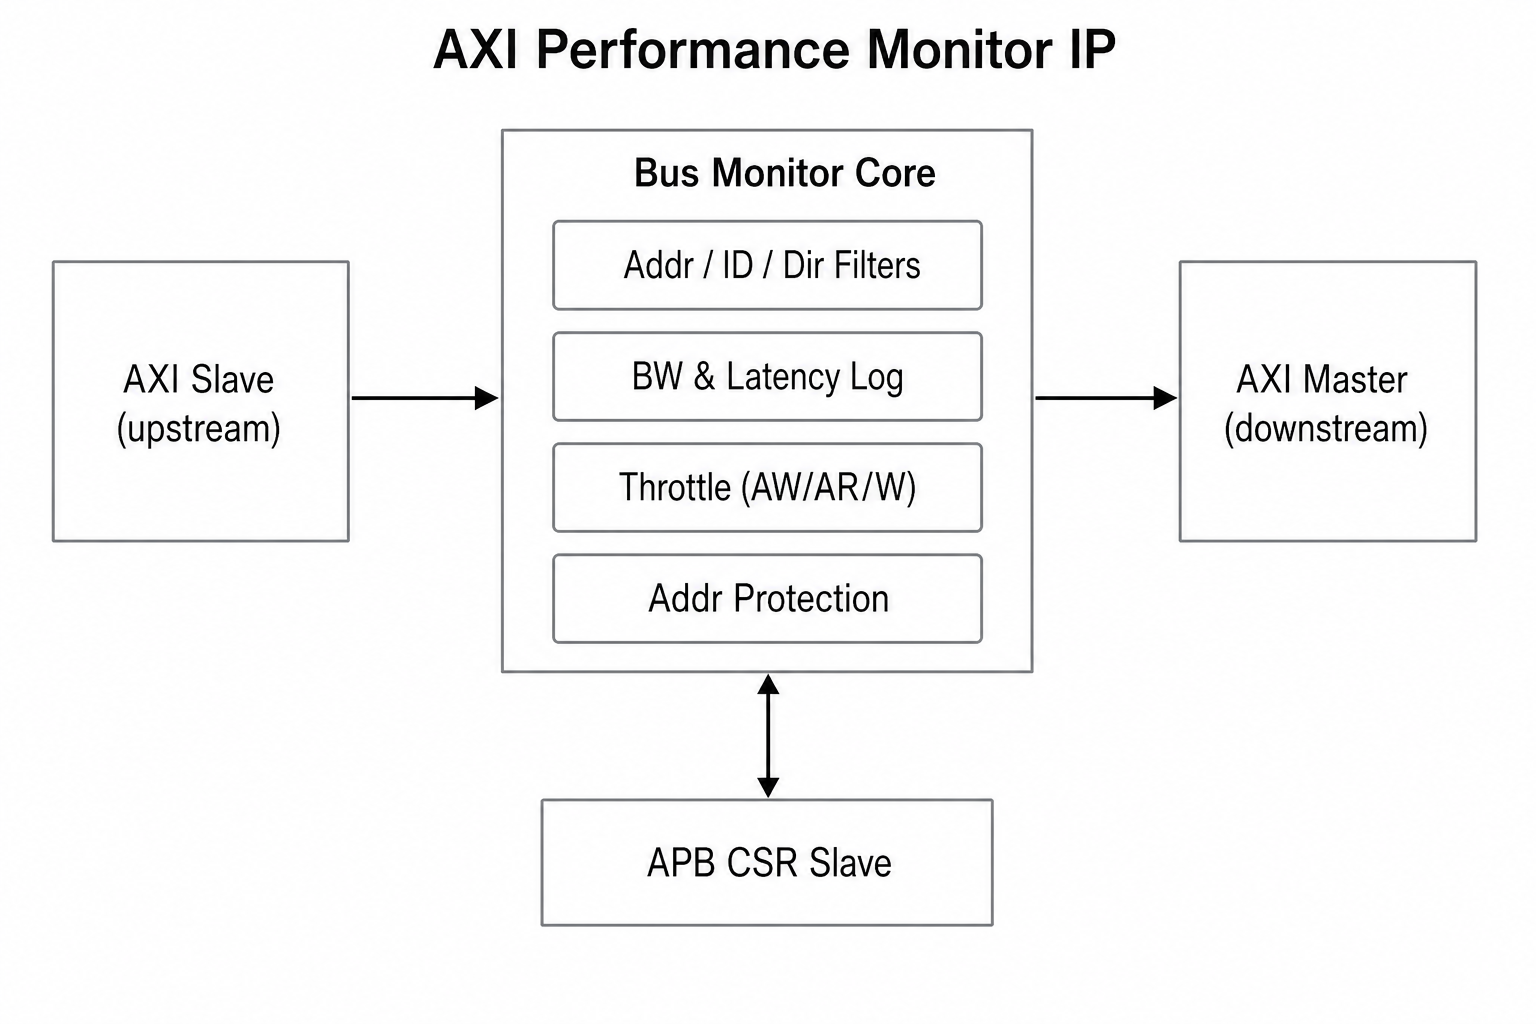 AXI Performance Monitor IP
Bus Monitor Core
Addr / ID / Dir Filters
BW & Latency Log
Throttle (AW/AR/W)
Addr Protection
AXI Slave
(upstream)
AXI Master
(downstream)
APB CSR Slave